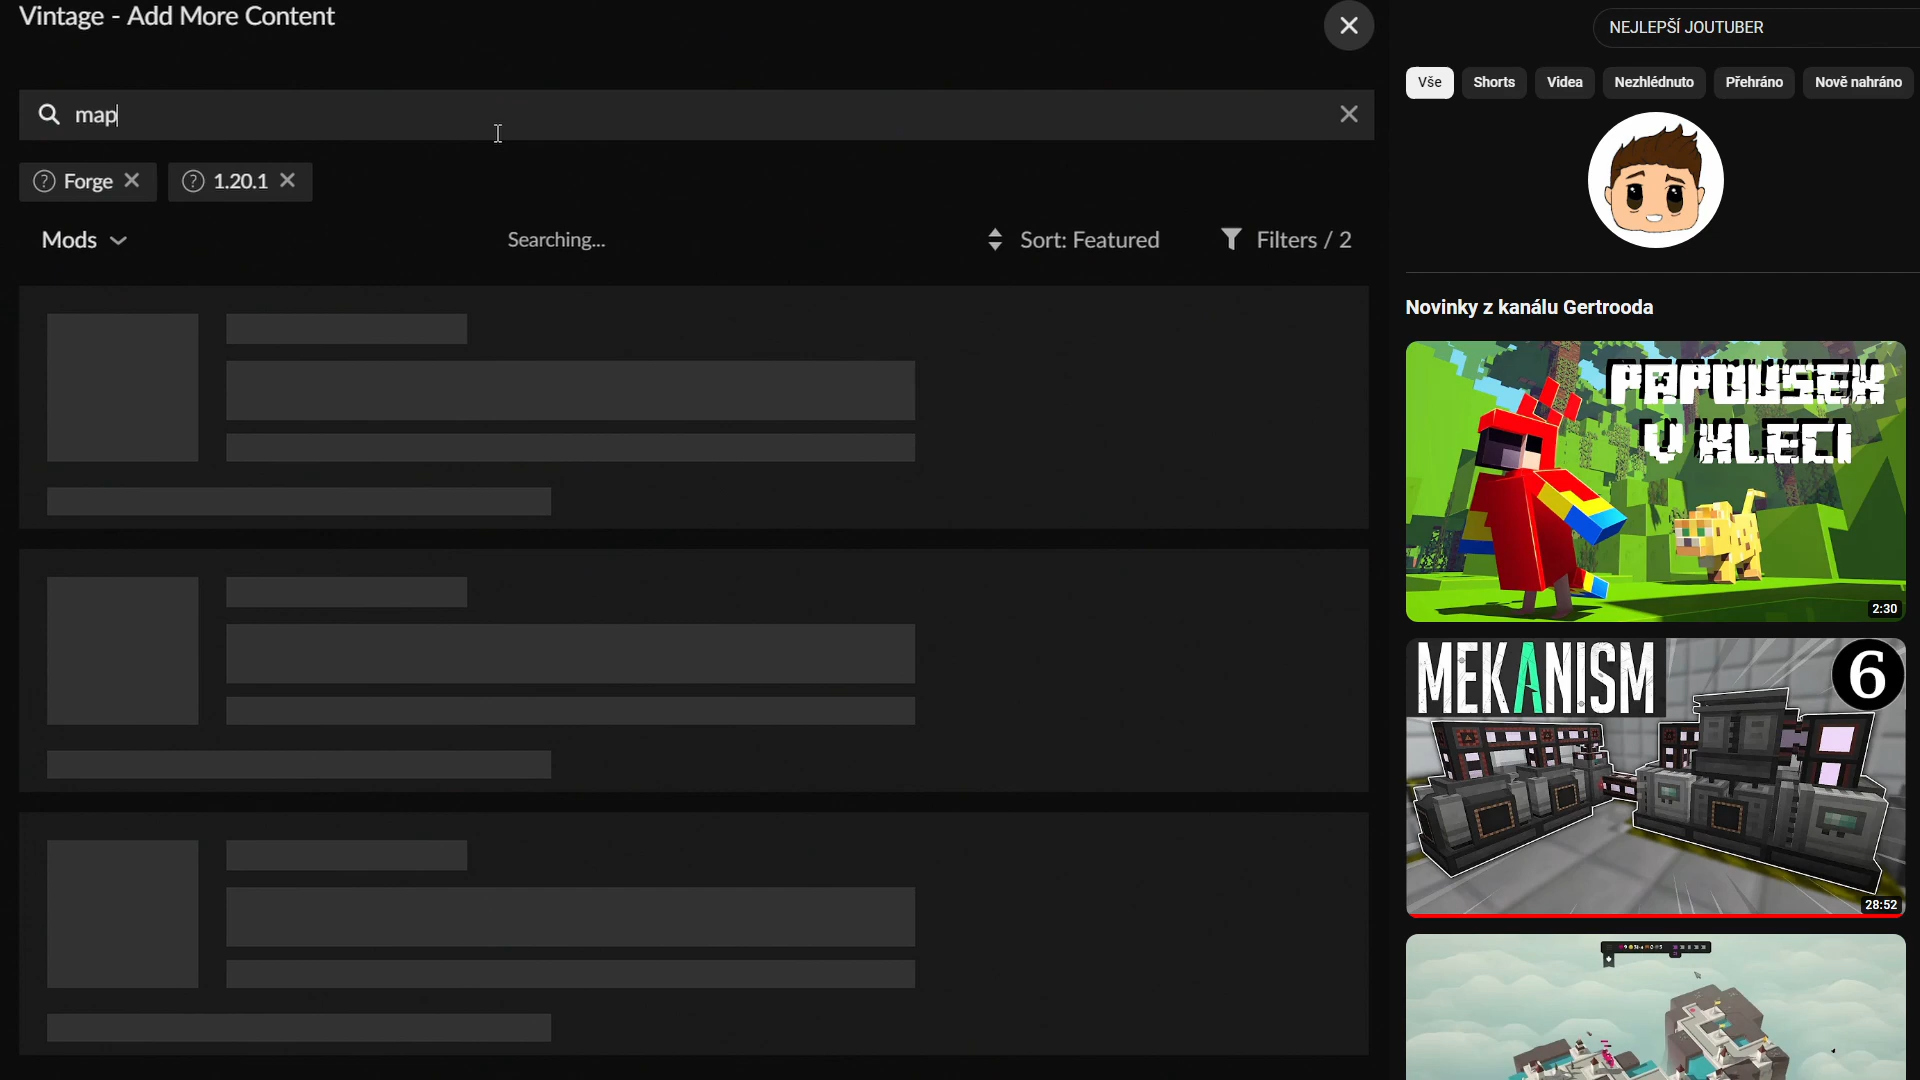 Vintage - Add More Content
map
Forge
1.20.1
Mods
Searching...
Sort: Featured
Filters / 2
NEJLEPŠÍ JOUTUBER
Vše
Shorts
Videa
Nezhlédnuto
Přehráno
Nově nahráno
Novinky z kanálu Gertrooda
PAPOUSEK
V KLECI
2:30
MEKANISM
6
28:52